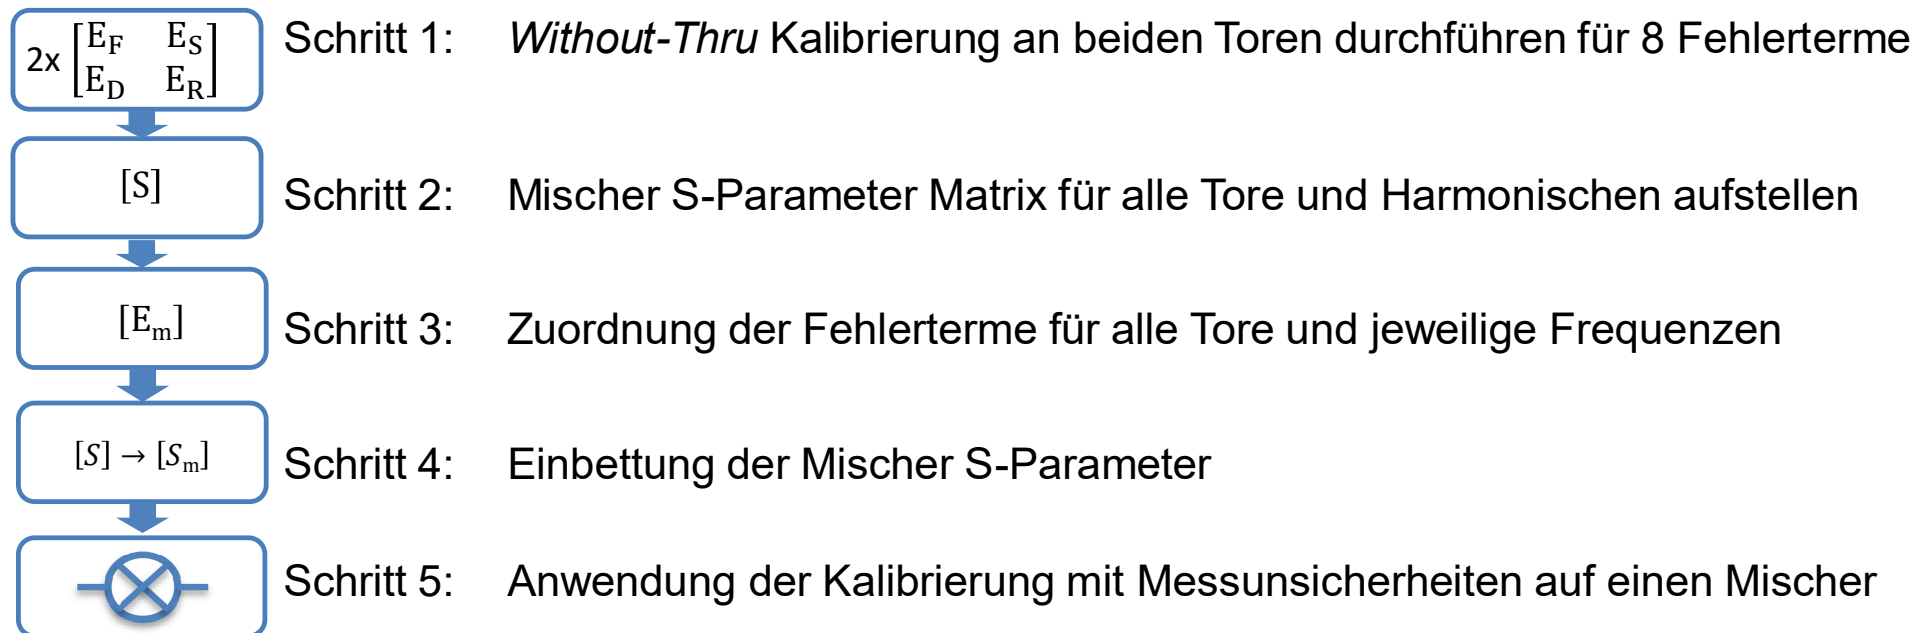 2x [E_F E_S
E_D E_R]
Schritt 1: Without-Thru Kalibrierung an beiden Toren durchführen für 8 Fehlerterme
[S]
Schritt 2: Mischer S-Parameter Matrix für alle Tore und Harmonischen aufstellen
[E_m]
Schritt 3: Zuordnung der Fehlerterme für alle Tore und jeweilige Frequenzen
[S] → [S_m]
Schritt 4: Einbettung der Mischer S-Parameter
Schritt 5: Anwendung der Kalibrierung mit Messunsicherheiten auf einen Mischer